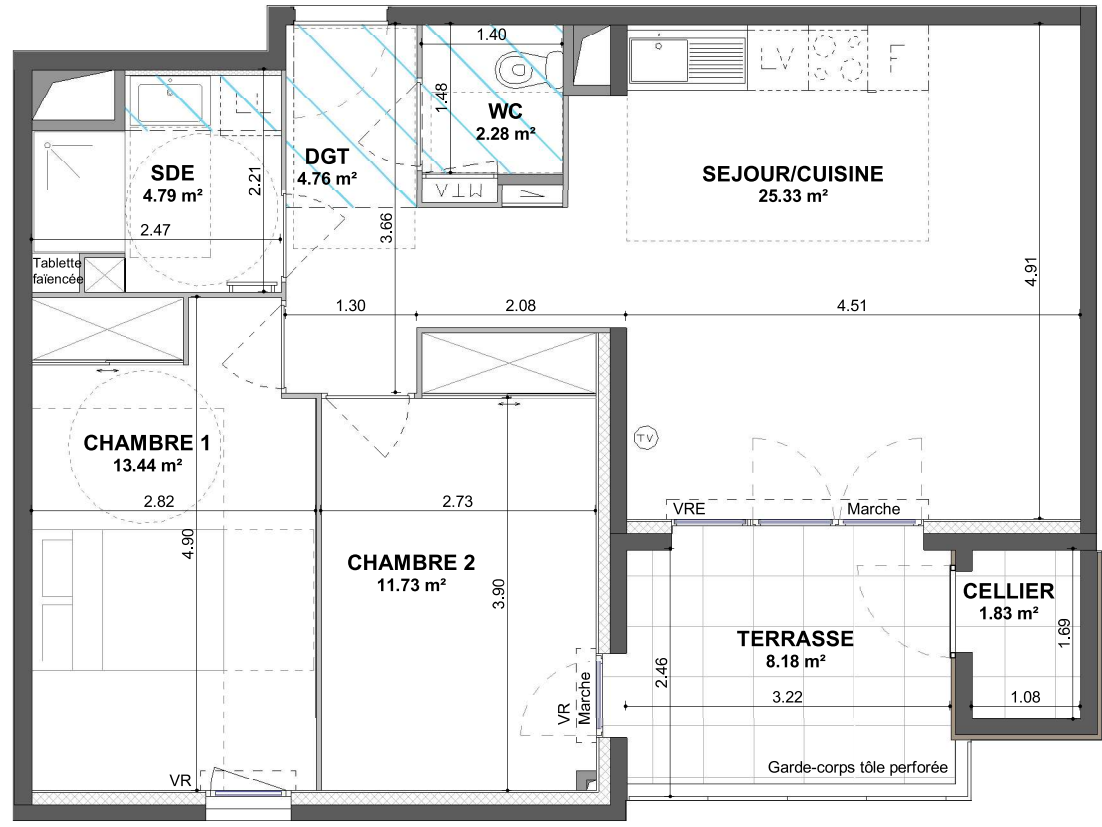 1.40
1.48
WC
2.28 m²
LV
F
LL
SDE
4.79 m²
2.21
2.47
DGT
4.76 m²
3.66
MTA
SEJOUR/CUISINE
25.33 m²
4.91
Tablette
faïencée
1.30
2.08
4.51
CHAMBRE 1
13.44 m²
2.82
4.90
2.73
TV
VRE
Marche
CHAMBRE 2
11.73 m²
3.90
CELLIER
1.83 m²
1.69
1.08
TERRASSE
8.18 m²
2.46
3.22
VR
Marche
VR
Garde-corps tôle perforée